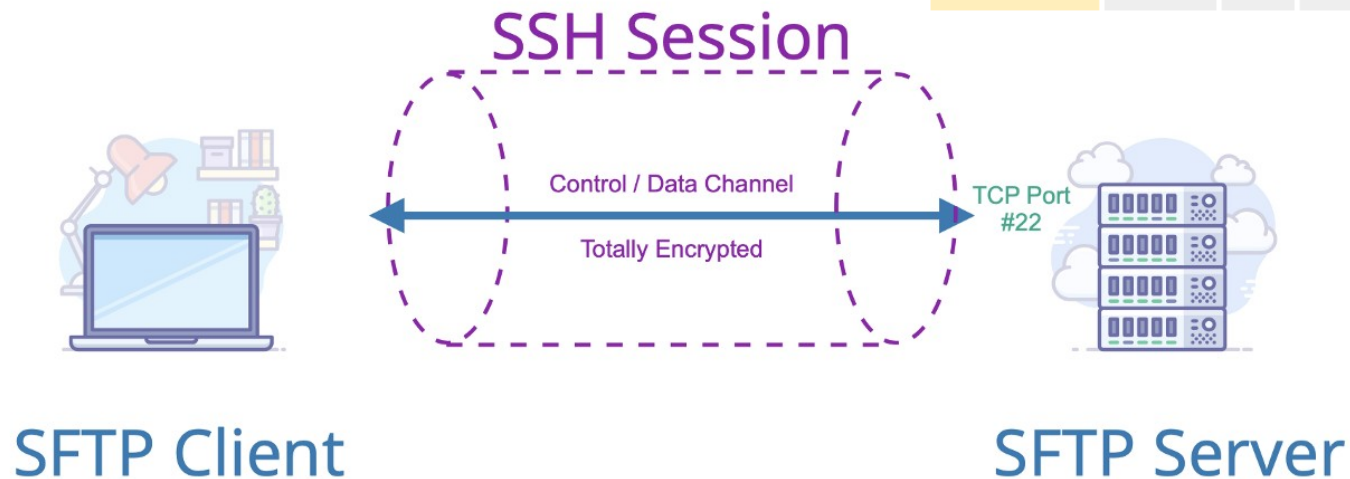 SSH Session
Control / Data Channel
TCP Port
#22
Totally Encrypted
SFTP Client
SFTP Server